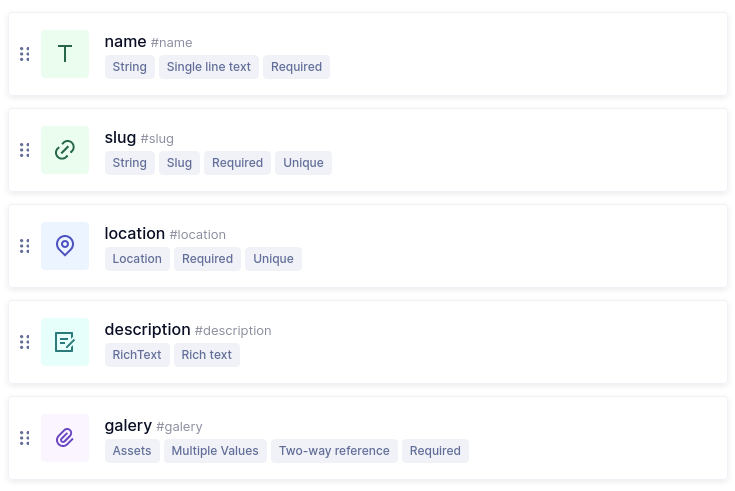 name #name
String Single line text Required
slug #slug
String Slug Required Unique
location #location
Location Required Unique
description #description
RichText Rich text
galery #galery
Assets Multiple Values Two-way reference Required